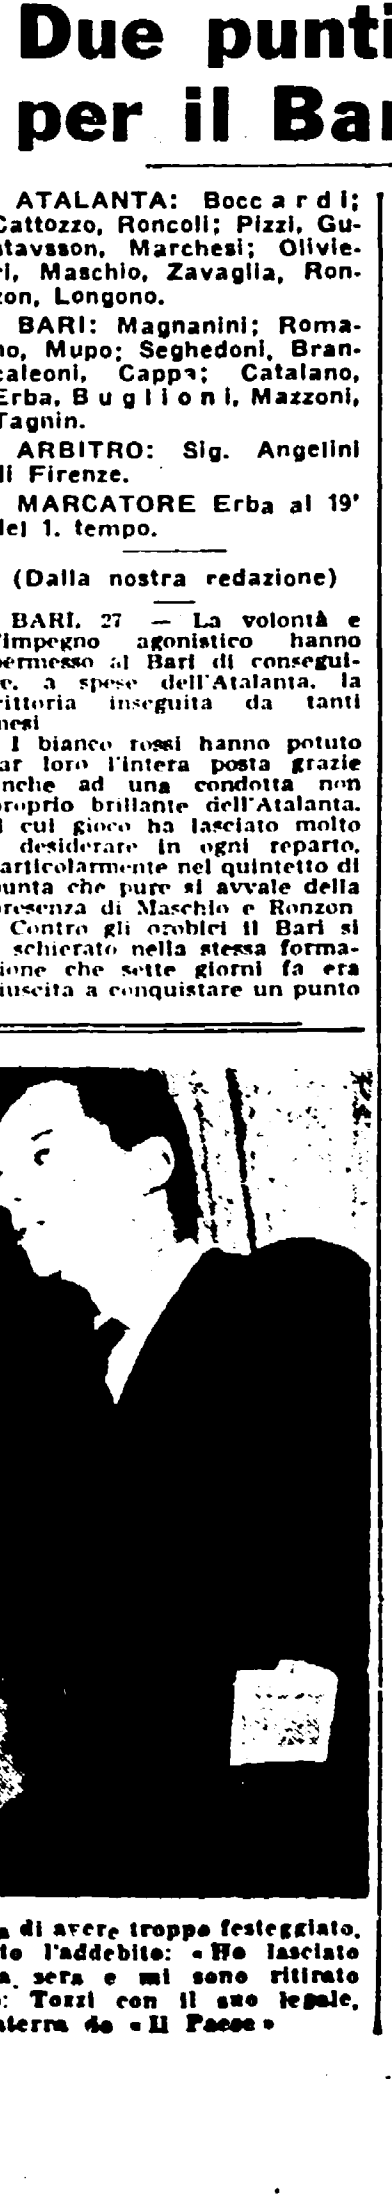 Due punti
per il Bar
ATALANTA: Boccardi;
Cattozzo, Roncoli; Pizzi, Gu-
stavsson, Marchesi; Olivie-
ri, Maschio, Zavaglia, Ron-
zon, Longono.
BARI: Magnanini; Roma-
no, Mupo; Seghedoni, Bran-
caleoni, Cappa; Catalano,
Erba, Buglioni, Mazzoni,
Tagnin.
ARBITRO: Sig. Angelini
di Firenze.
MARCATORE Erba al 19'
del 1. tempo.
(Dalla nostra redazione)
BARI, 27 — La volontà e
l'impegno agonistico hanno
permesso al Bari di consegui-
re, a spese dell'Atalanta, la
vittoria inseguita da tanti
mesi
I bianco rossi hanno potuto
far loro l'intera posta grazie
anche ad una condotta non
proprio brillante dell'Atalanta.
il cui gioco ha lasciato molto
a desiderare in ogni reparto,
particolarmente nel quintetto di
punta che pure si avvale della
presenza di Maschio e Ronzon
Contro gli orobici il Bari si
è schierato nella stessa forma-
zione che sette giorni fa era
riuscita a conquistare un punto
di avere troppo festeggiato,
l'addebito: «Ho lasciato
sera e mi sono ritirato
: Tozzi con il suo legale,
da «Il Paese»